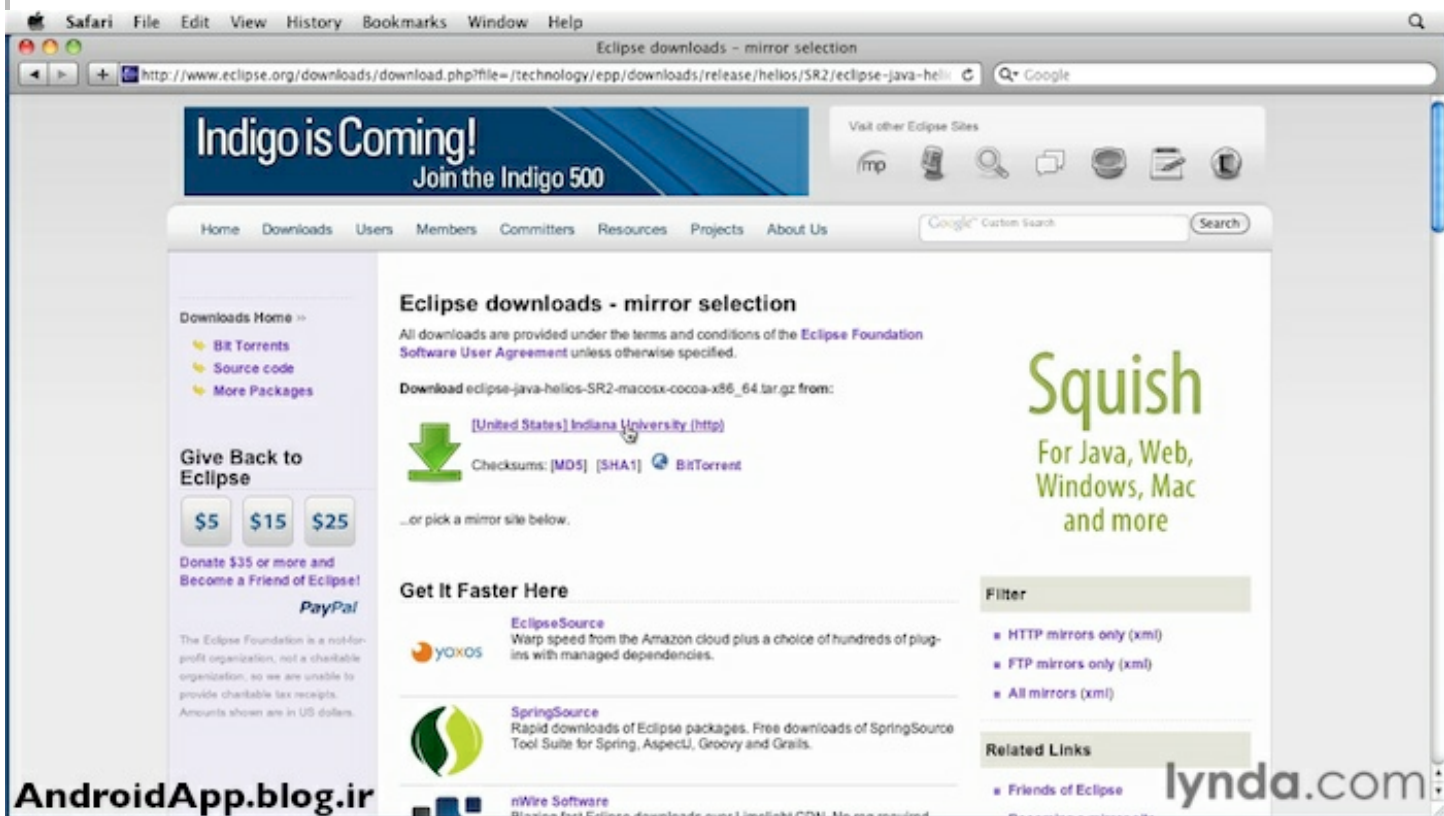 Safari File Edit View History Bookmarks Window Help
Eclipse downloads - mirror selection
http://www.eclipse.org/downloads/download.php?file=/technology/epp/downloads/release/helios/SR2/eclipse-java-heli
Google
Indigo is Coming!
Join the Indigo 500
Visit other Eclipse Sites
mp
Home Downloads Users Members Committers Resources Projects About Us
Google™ Custom Search
Search
Downloads Home »
Bit Torrents
Source code
More Packages
Give Back to
Eclipse
$5 $15 $25
Donate $35 or more and
Become a Friend of Eclipse!
PayPal
The Eclipse Foundation is a not-for-
profit organization, not a charitable
organization, so we are unable to
provide charitable tax receipts.
Amounts shown are in US dollars.
Eclipse downloads - mirror selection
All downloads are provided under the terms and conditions of the Eclipse Foundation
Software User Agreement unless otherwise specified.
Download eclipse-java-helios-SR2-macosx-cocoa-x86_64.tar.gz from:
[United States] Indiana University (http)
Checksums: [MD5] [SHA1] BitTorrent
...or pick a mirror site below.
Get It Faster Here
yoxos
EclipseSource
Warp speed from the Amazon cloud plus a choice of hundreds of plug-
ins with managed dependencies.
SpringSource
Rapid downloads of Eclipse packages. Free downloads of SpringSource
Tool Suite for Spring, AspectJ, Groovy and Grails.
nWire Software
Squish
For Java, Web,
Windows, Mac
and more
Filter
HTTP mirrors only (xml)
FTP mirrors only (xml)
All mirrors (xml)
Related Links
Friends of Eclipse
AndroidApp.blog.ir
lynda.com